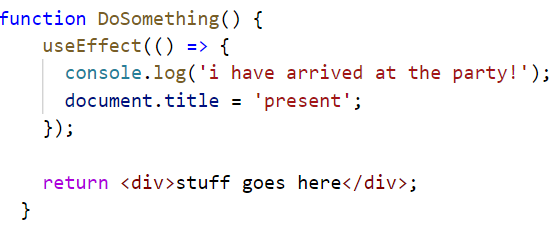 function DoSomething() {
useEffect(() => {
console.log('i have arrived at the party!');
document.title = 'present';
});
return <div>stuff goes here</div>;
}